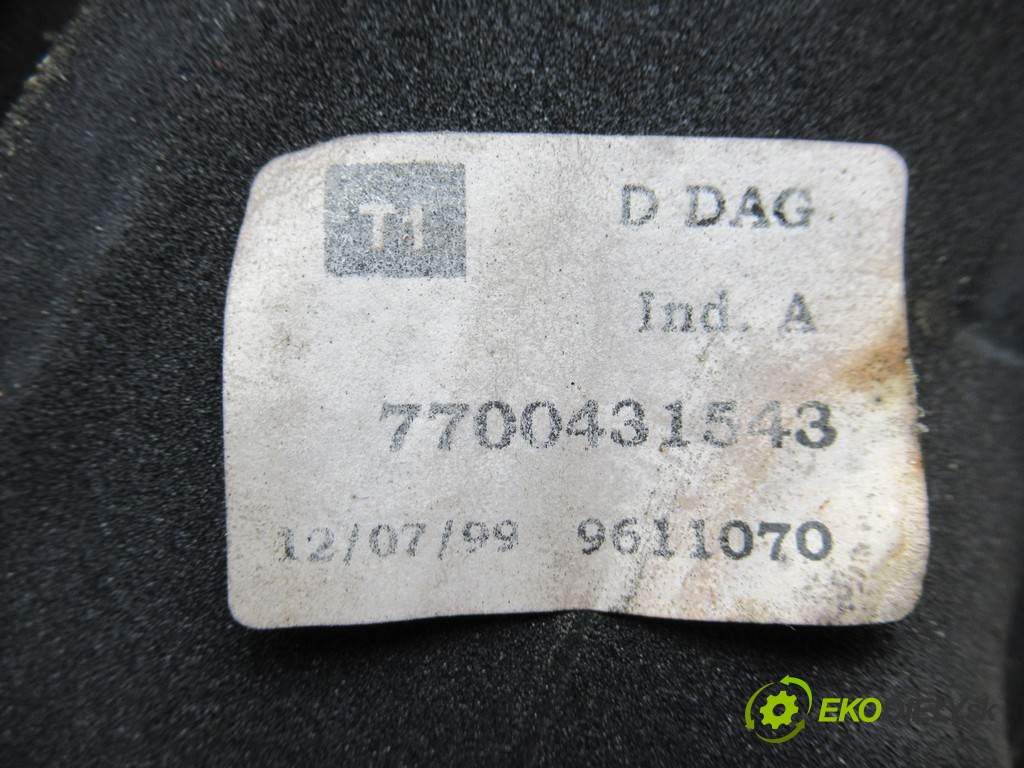 T1
D DAG
Ind. A
7700431543
12/07/99 9611070
EKO